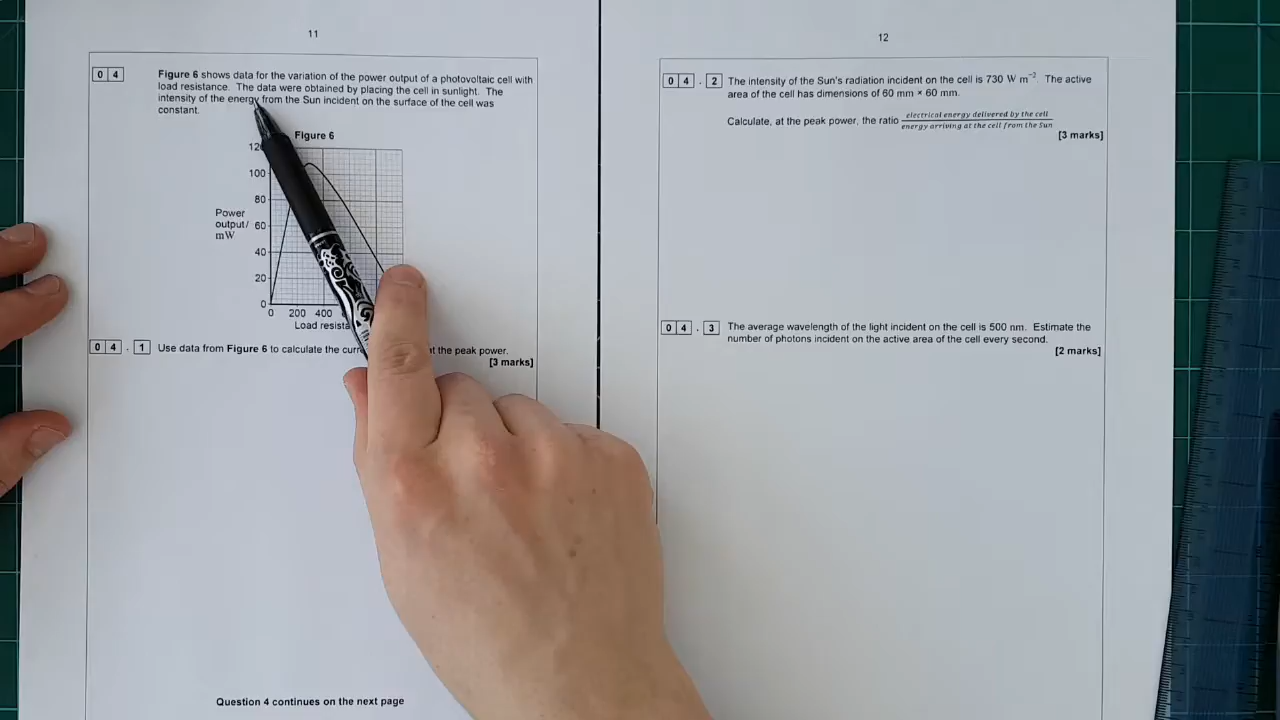 11
0 4
Figure 6 shows data for the variation of the power output of a photovoltaic cell with
load resistance. The data were obtained by placing the cell in sunlight. The
intensity of the energy from the Sun incident on the surface of the cell was
constant.
Figure 6
100
80
60
40
20
0
Power
output/
mW
0 200 400
Load
0 4 . 1 Use data from Figure 6 to calculate the the peak power.
[3 marks]
Question 4 continues on the next page
12
0 4 . 2 The intensity of the Sun's radiation incident on the cell is 730 W m⁻². The active
area of the cell has dimensions of 60 mm × 60 mm.
Calculate, at the peak power, the ratio electrical energy delivered by the cell
energy arriving at the cell from the Sun
[3 marks]
0 4 . 3 The average wavelength of the light incident on the cell is 500 nm. Estimate the
number of photons incident on the active area of the cell every second.
[2 marks]